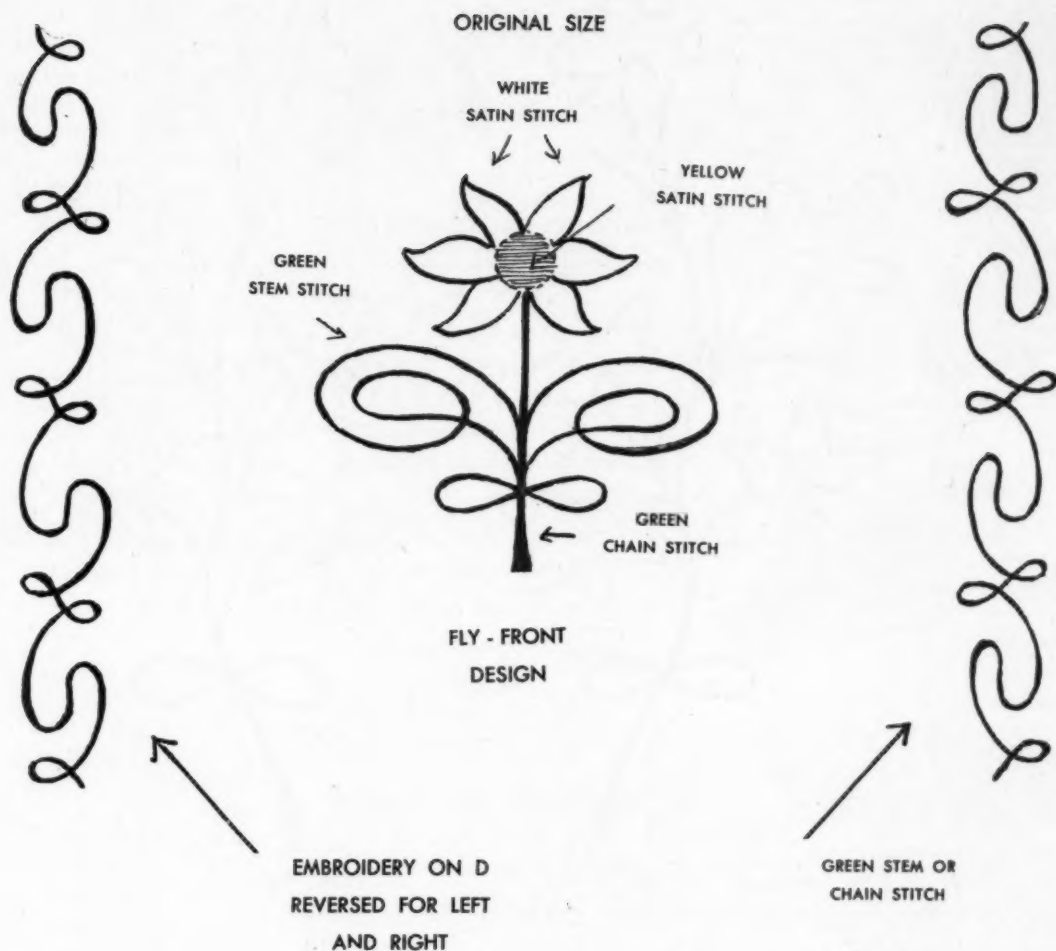 ORIGINAL SIZE
WHITE
SATIN STITCH
YELLOW
SATIN STITCH
GREEN
STEM STITCH
GREEN
CHAIN STITCH
FLY - FRONT
DESIGN
EMBROIDERY ON D
REVERSED FOR LEFT
AND RIGHT
GREEN STEM OR
CHAIN STITCH